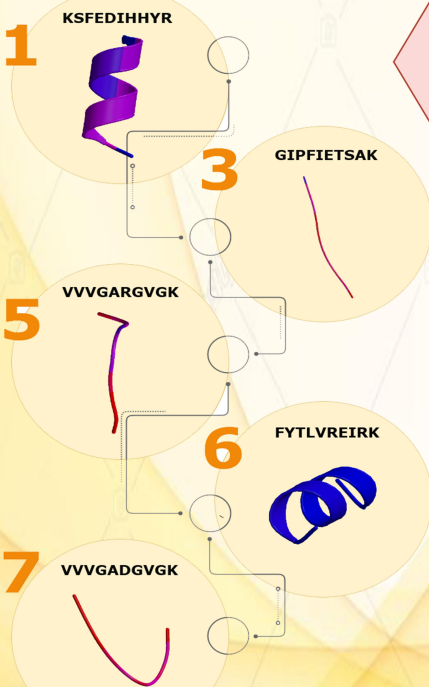 1
KSFEDIHHYR
3
GIPFIETSAK
5
VVVGARGVGK
6
FYTLVREIRK
7
VVVGADGVGK